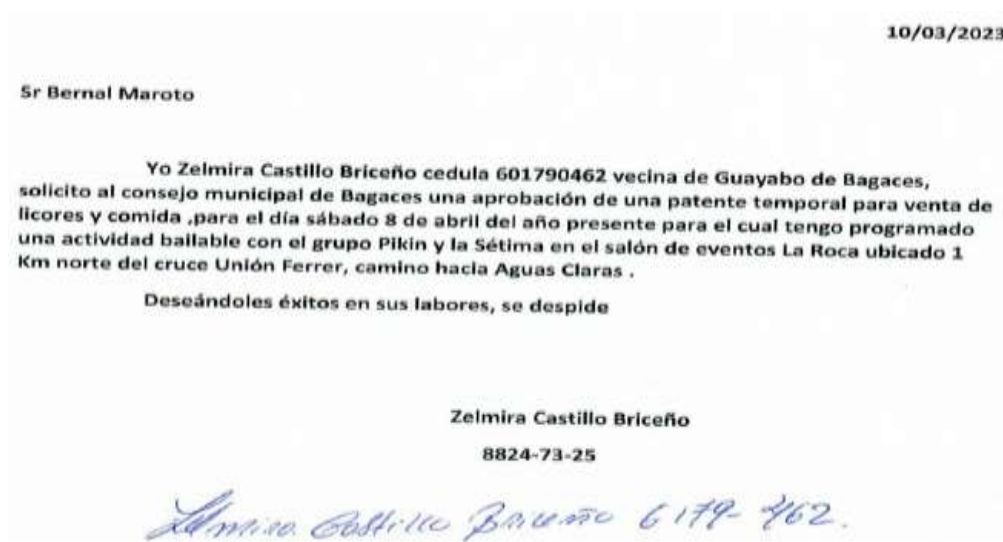 10/03/2023
Sr Bernal Maroto
Yo Zelmira Castillo Briceño cedula 601790462 vecina de Guayabo de Bagaces,
solicito al consejo municipal de Bagaces una aprobación de una patente temporal para venta de
licores y comida ,para el día sábado 8 de abril del año presente para el cual tengo programado
una actividad bailable con el grupo Pikin y la Sétima en el salón de eventos La Roca ubicado 1
Km norte del cruce Unión Ferrer, camino hacia Aguas Claras .
Deseándoles éxitos en sus labores, se despide
Zelmira Castillo Briceño
8824-73-25
Zelmira Castillo Briceño 6 179-462.